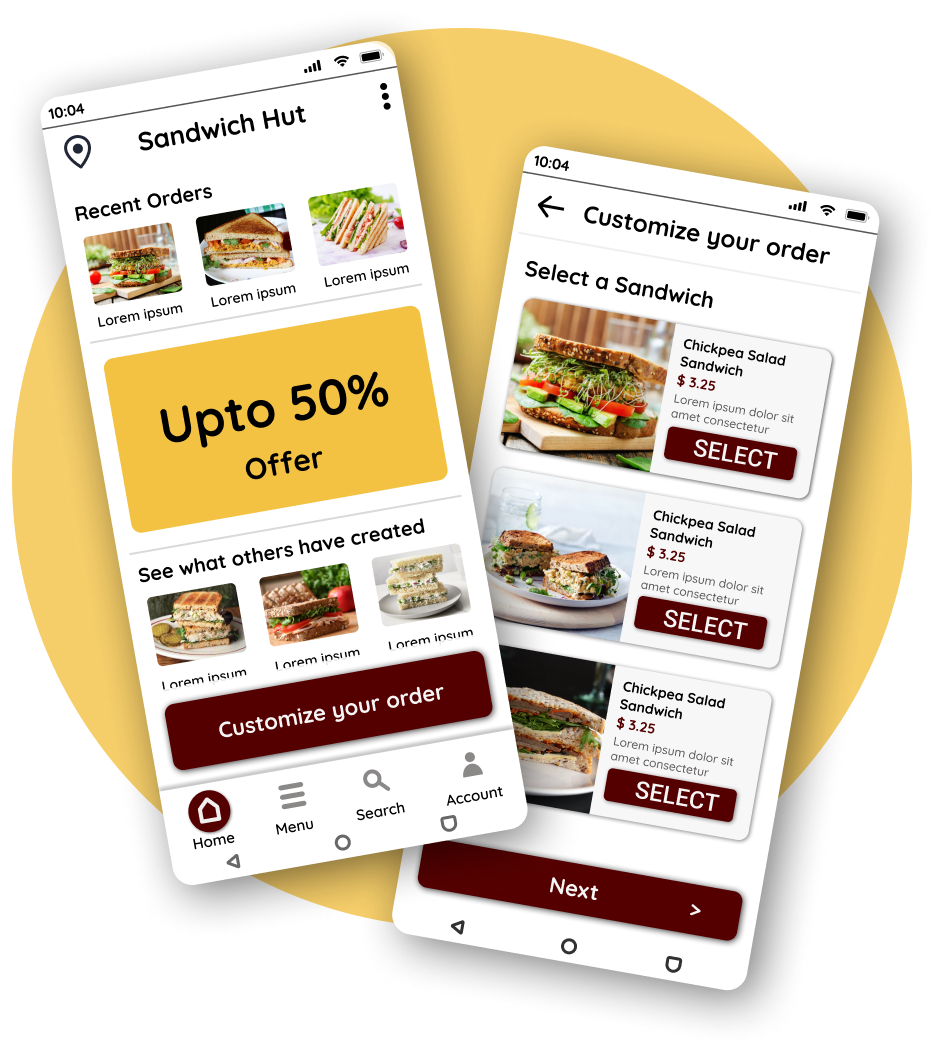 10:04
Sandwich Hut
Recent Orders
Lorem ipsum
Lorem ipsum
Lorem ipsum
Upto 50%
Offer
See what others have created
Lorem ipsum
Lorem ipsum
Lorem ipsum
Customize your order
Home
Menu
Search
Account
10:04
Customize your order
Select a Sandwich
Chickpea Salad
Sandwich
$ 3.25
Lorem ipsum dolor sit
amet consectetur
SELECT
Chickpea Salad
Sandwich
$ 3.25
Lorem ipsum dolor sit
amet consectetur
SELECT
Chickpea Salad
Sandwich
$ 3.25
Lorem ipsum dolor sit
amet consectetur
SELECT
Next >